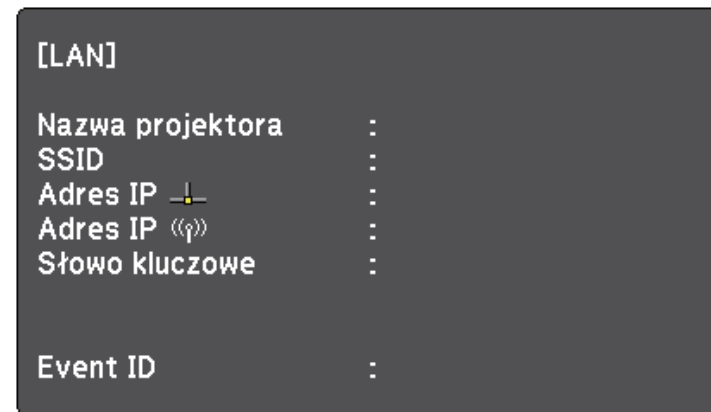 [LAN]
Nazwa projektora :
SSID :
Adres IP :
Adres IP :
Słowo kluczowe :
Event ID :